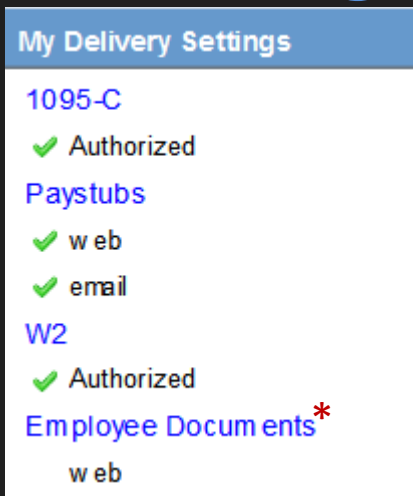 My Delivery Settings
1095-C
Authorized
Paystubs
web
email
W2
Authorized
Employee Documents*
web